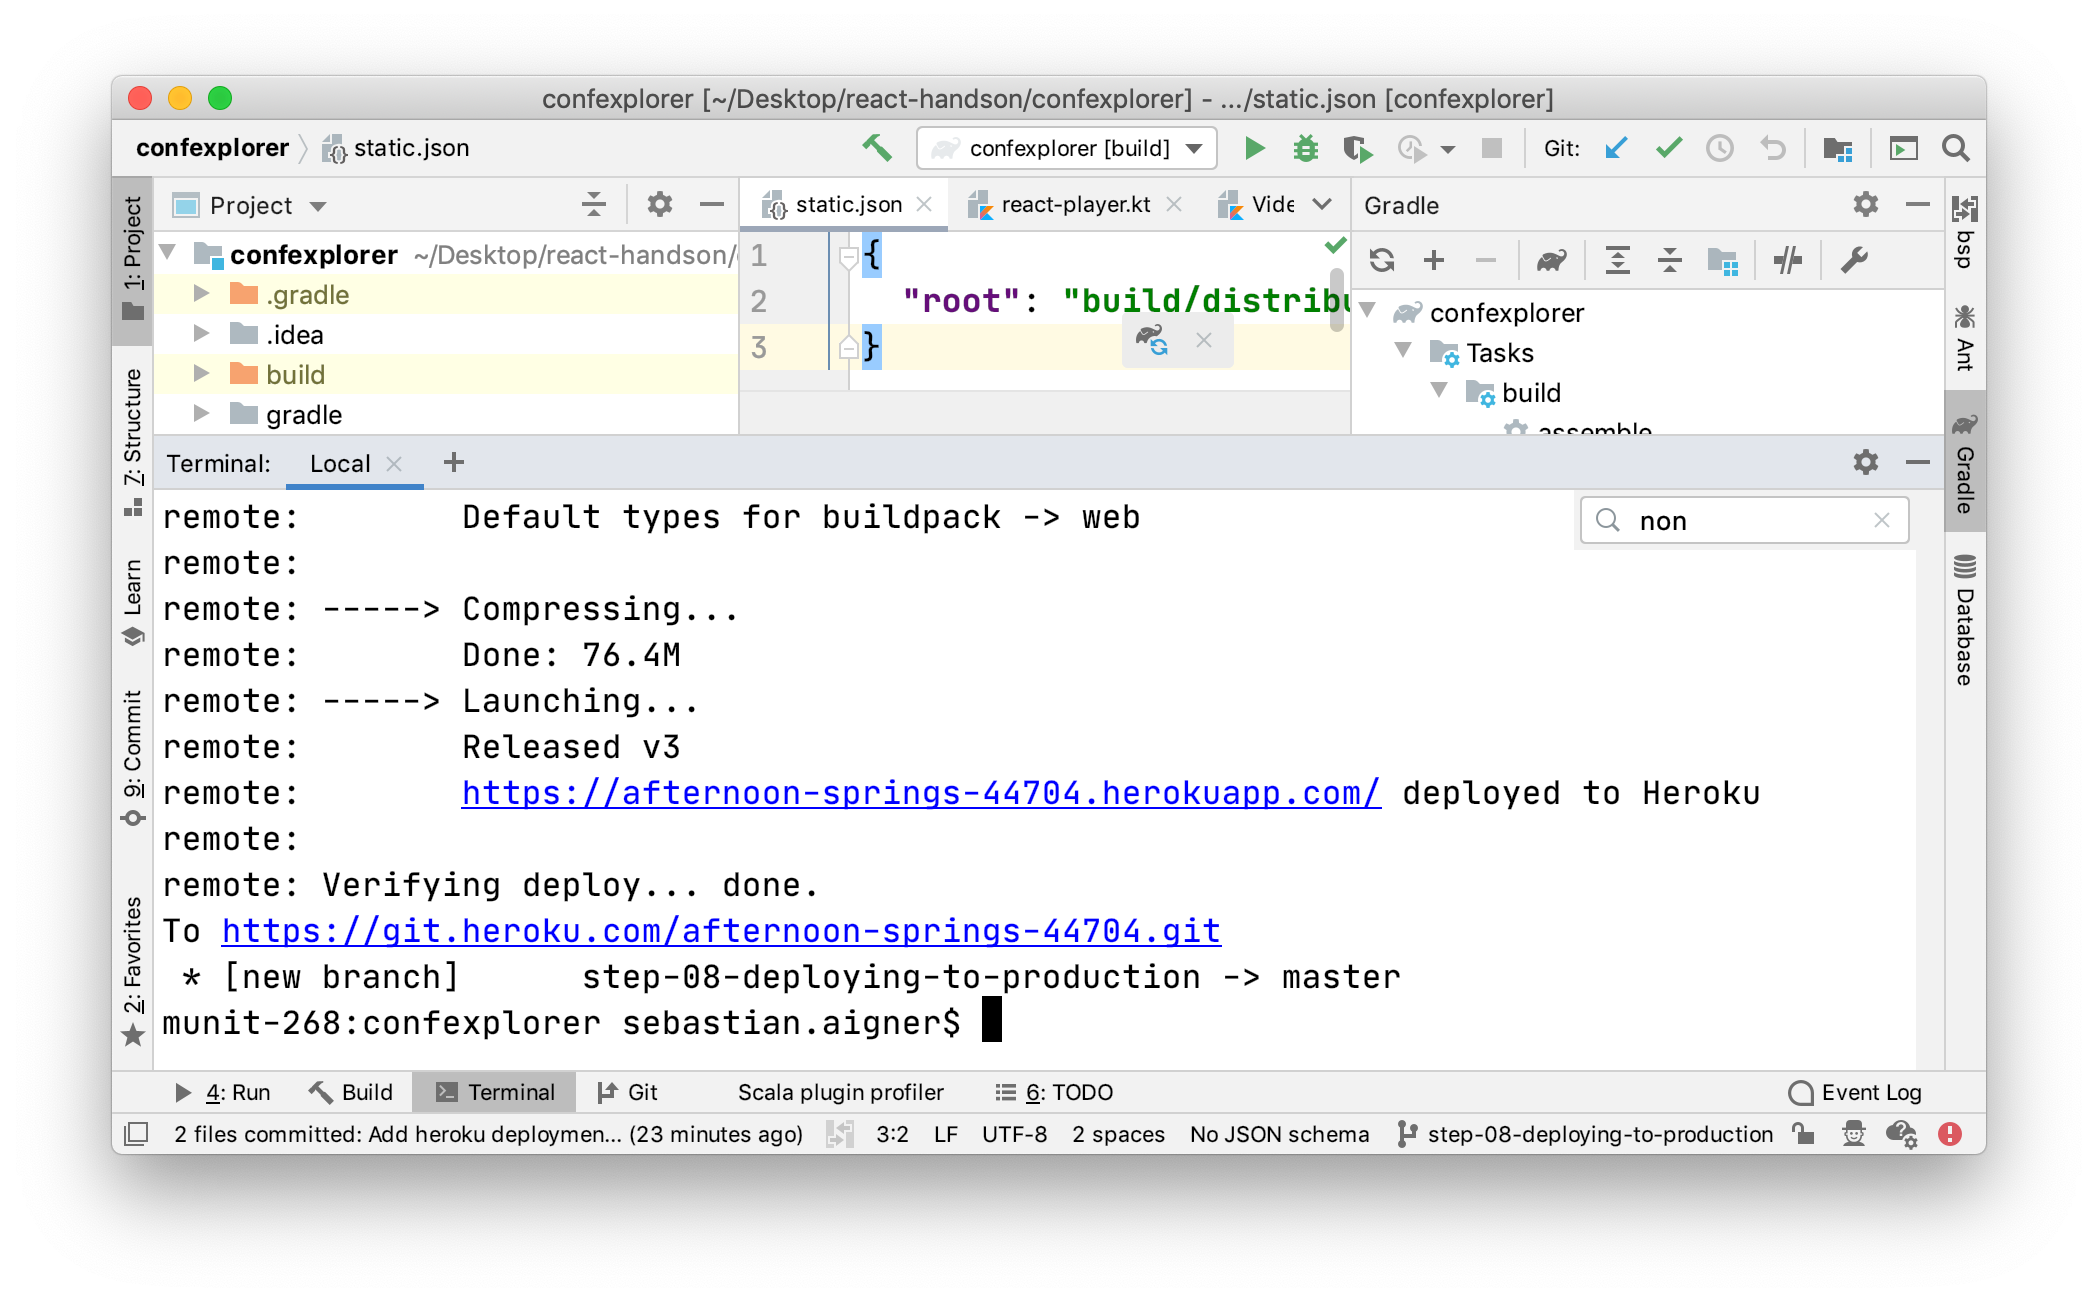 confexplorer [~/Desktop/react-handson/confexplorer] - .../static.json [confexplorer]
confexplorer
static.json
confexplorer [build]
Git:
1: Project
7: Structure
Learn
9: Commit
2: Favorites
Project
confexplorer ~/Desktop/react-handson/
.gradle
.idea
build
gradle
static.json
react-player.kt
Vide
1
{
2
"root": "build/distribu
3
}
Gradle
confexplorer
Tasks
build
assemble
bsp
Ant
Gradle
Database
Terminal:
Local
non
remote:        Default types for buildpack -> web
remote:
remote: -----> Compressing...
remote:        Done: 76.4M
remote: -----> Launching...
remote:        Released v3
remote:        https://afternoon-springs-44704.herokuapp.com/ deployed to Heroku
remote:
remote: Verifying deploy... done.
To https://git.heroku.com/afternoon-springs-44704.git
 * [new branch]      step-08-deploying-to-production -> master
munit-268:confexplorer sebastian.aigner$
4: Run
Build
Terminal
Git
Scala plugin profiler
6: TODO
Event Log
2 files committed: Add heroku deploymen... (23 minutes ago)
3:2
LF
UTF-8
2 spaces
No JSON schema
step-08-deploying-to-production